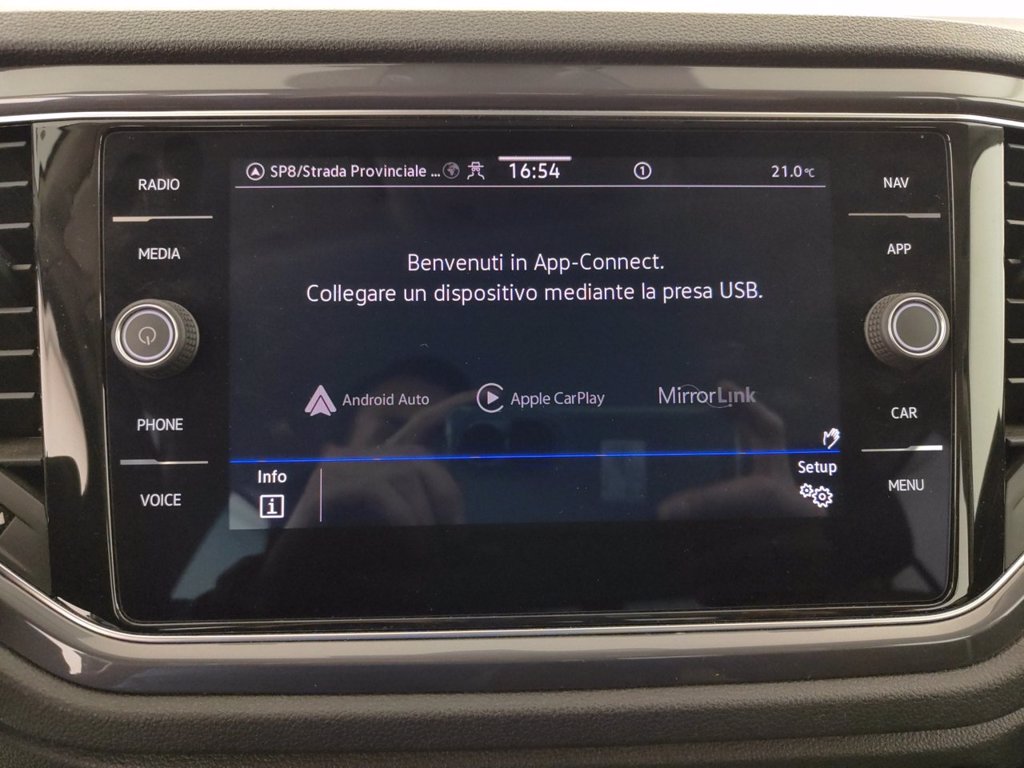 RADIO
MEDIA
PHONE
VOICE
SP8/Strada Provinciale ...
16:54
1
21.0°C
Benvenuti in App-Connect.
Collegare un dispositivo mediante la presa USB.
Android Auto
Apple CarPlay
MirrorLink
Info
i
Setup
NAV
APP
CAR
MENU